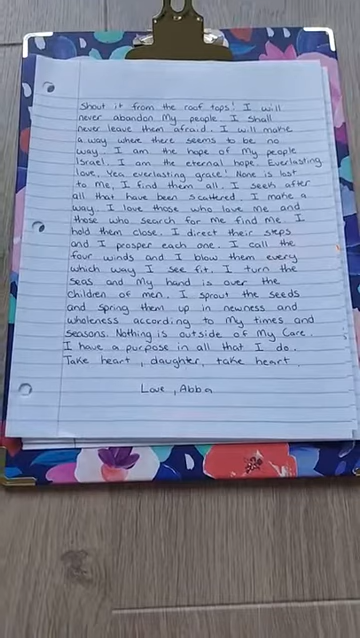 Shout it from the roof tops! I will
never abandon My people. I shall
never leave them afraid. I will make
a way where there seems to be no
way. I am the hope of My people
Israel. I am the eternal hope. Everlasting
love, Yea everlasting grace! None is lost
to Me, I find them all. I seek after
all that have been scattered. I make a
way. I love those who love Me and
those who search for me find me. I
hold them close. I direct their steps
and I prosper each one. I call the
four winds and I blow them every
which way I see fit. I turn the
seas and My hand is over the
children of men. I sprout the seeds
and spring them up in newness and
wholeness according to My times and
seasons. Nothing is outside of My Care.
I have a purpose in all that I do.
Take heart, daughter, take heart.
Love, Abba